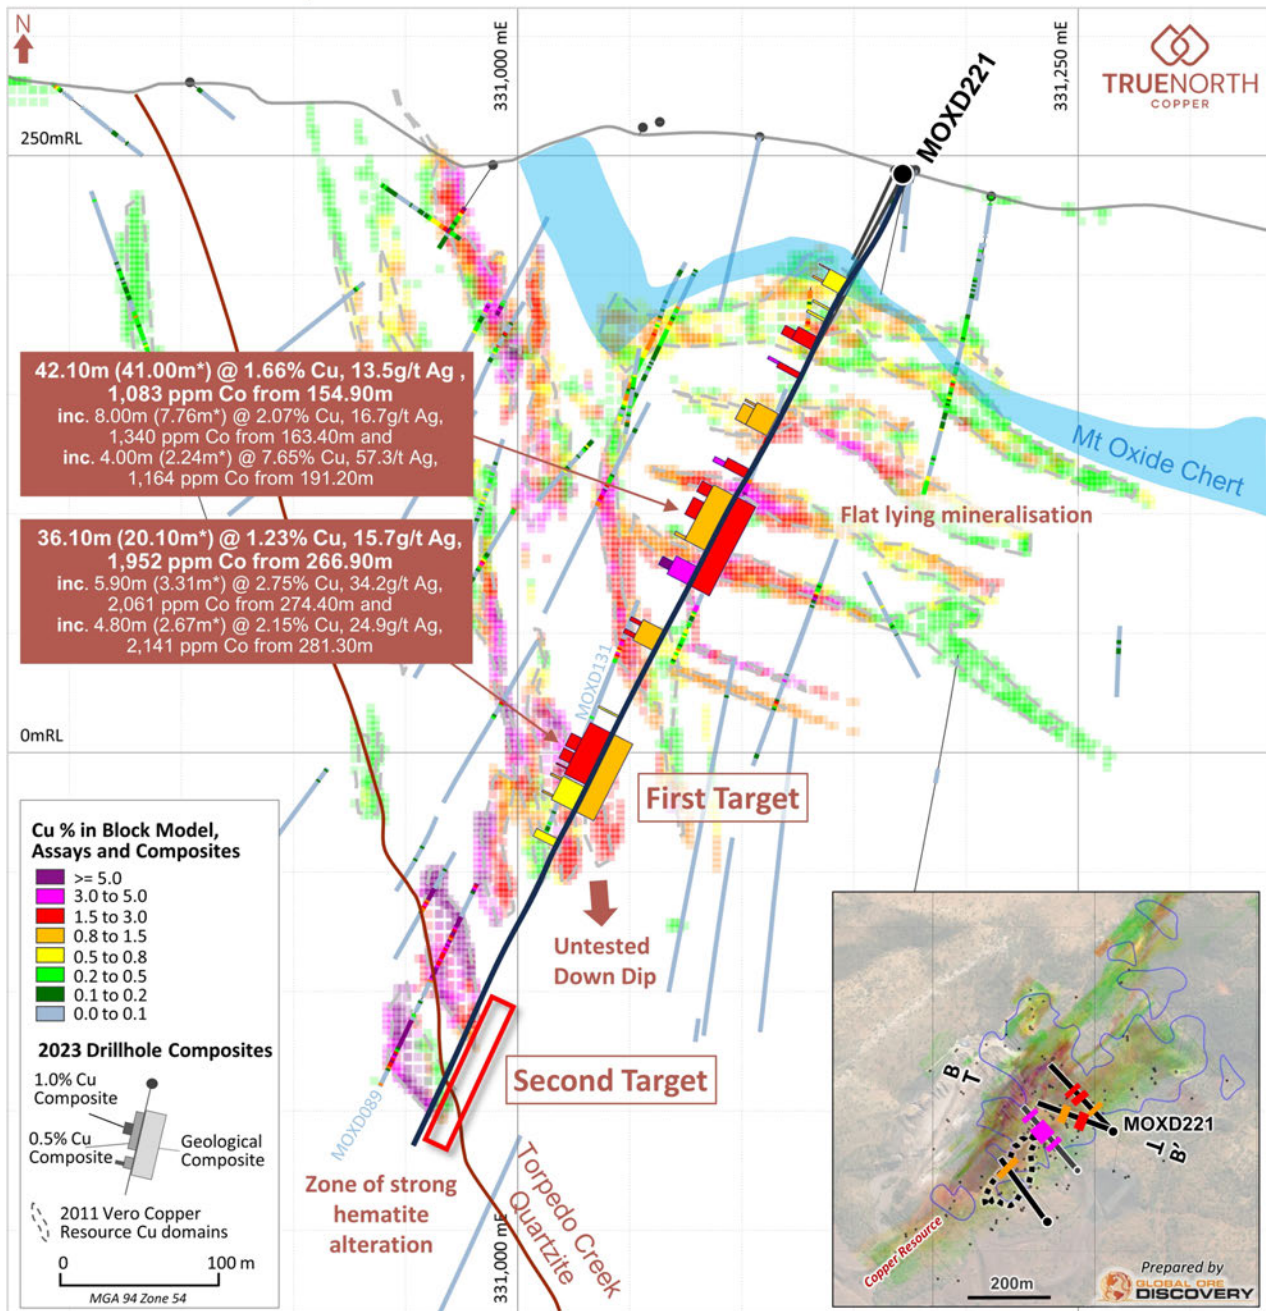 N
331,000 mE
331,250 mE
TRUENORTH
COPPER
MOXD221
250mRL
42.10m (41.00m*) @ 1.66% Cu, 13.5g/t Ag ,
1,083 ppm Co from 154.90m
inc. 8.00m (7.76m*) @ 2.07% Cu, 16.7g/t Ag,
1,340 ppm Co from 163.40m and
inc. 4.00m (2.24m*) @ 7.65% Cu, 57.3/t Ag,
1,164 ppm Co from 191.20m
Mt Oxide Chert
Flat lying mineralisation
36.10m (20.10m*) @ 1.23% Cu, 15.7g/t Ag,
1,952 ppm Co from 266.90m
inc. 5.90m (3.31m*) @ 2.75% Cu, 34.2g/t Ag,
2,061 ppm Co from 274.40m and
inc. 4.80m (2.67m*) @ 2.15% Cu, 24.9g/t Ag,
2,141 ppm Co from 281.30m
MOXD131
0mRL
First Target
Untested
Down Dip
Second Target
MOXD089
Zone of strong
hematite
alteration
Torpedo Creek
Quartzite
331,000 mE
Cu % in Block Model,
Assays and Composites
>= 5.0
3.0 to 5.0
1.5 to 3.0
0.8 to 1.5
0.5 to 0.8
0.2 to 0.5
0.1 to 0.2
0.0 to 0.1
2023 Drillhole Composites
1.0% Cu
Composite
0.5% Cu
Composite
Geological
Composite
2011 Vero Copper
Resource Cu domains
0 100 m
MGA 94 Zone 54
B
MOXD221
B'
Copper Resource
200m
Prepared by
GLOBAL ORE
DISCOVERY